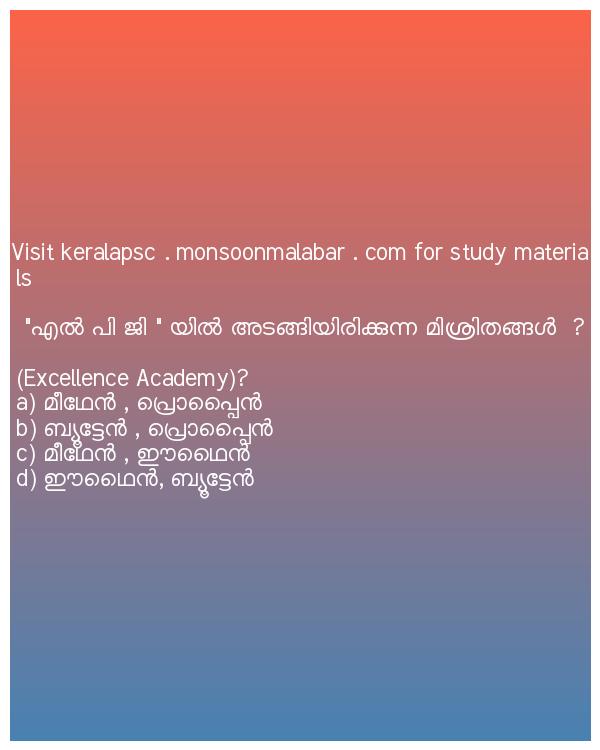 Visit keralapsc . monsoonmalabar . com for study materia
ls
"എൽ പി ജി " യിൽ അടങ്ങിയിരിക്കുന്ന മിശ്രിതങ്ങൾ ?
(Excellence Academy)?
a) മീഥേൻ , പ്രൊപ്പൈൻ
b) ബ്യൂട്ടേൻ , പ്രൊപ്പൈൻ
c) മീഥേൻ , ഈഥൈൻ
d) ഈഥൈൻ, ബ്യൂട്ടേൻ